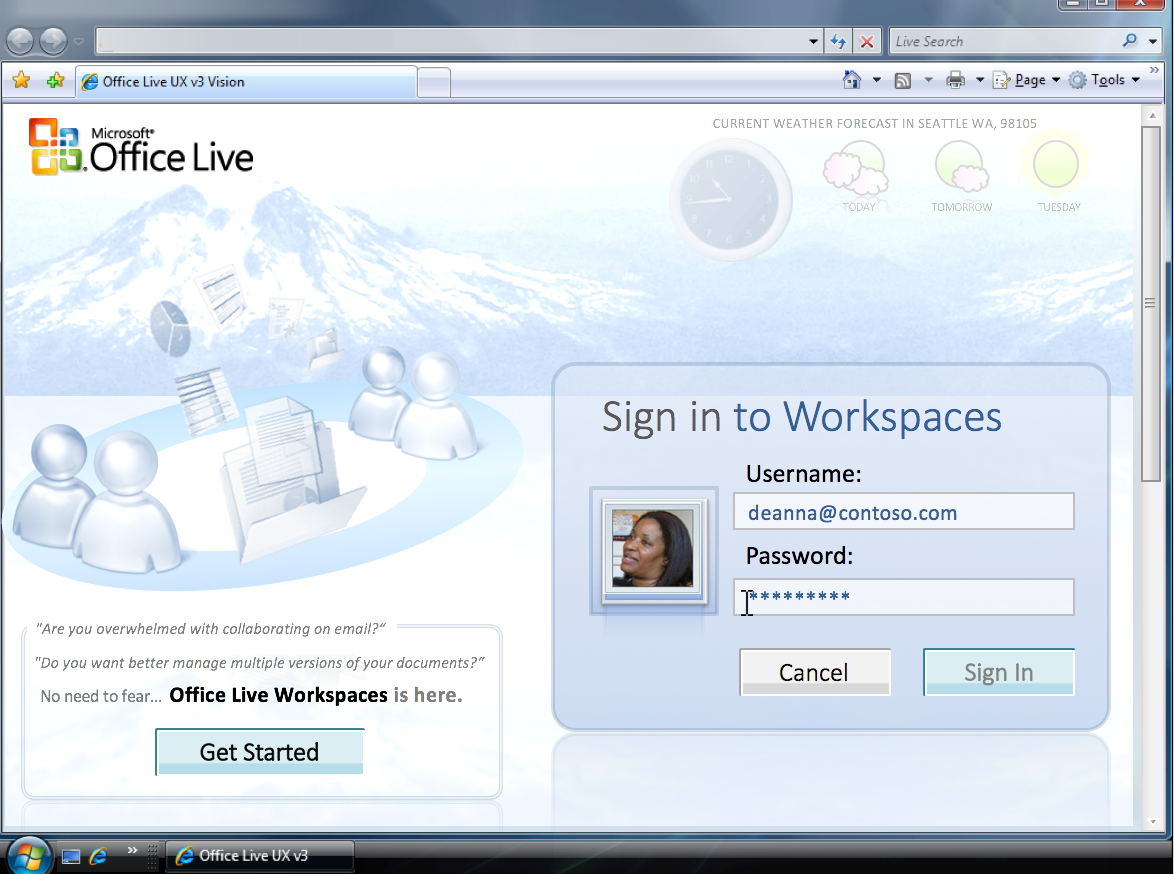 Live Search
Office Live UX v3 Vision
Page
Tools
CURRENT WEATHER FORECAST IN SEATTLE WA, 98105
Microsoft®
Office Live
TODAY
TOMORROW
TUESDAY
Sign in to Workspaces
Username:
deanna@contoso.com
Password:
*********
Cancel
Sign In
"Are you overwhelmed with collaborating on email?“
"Do you want better manage multiple versions of your documents?”
No need to fear... Office Live Workspaces is here.
Get Started
Office Live UX v3